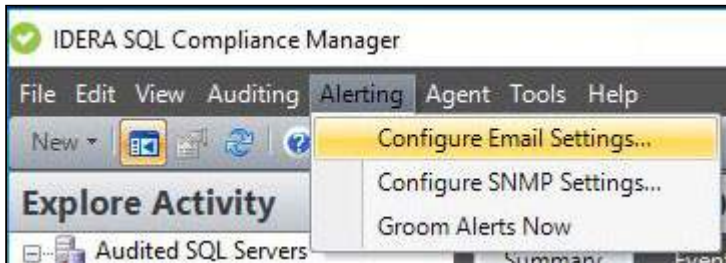 IDERA SQL Compliance Manager
File Edit View Auditing Alerting Agent Tools Help
New
Configure Email Settings...
Configure SNMP Settings...
Groom Alerts Now
Explore Activity
Audited SQL Servers
Summary